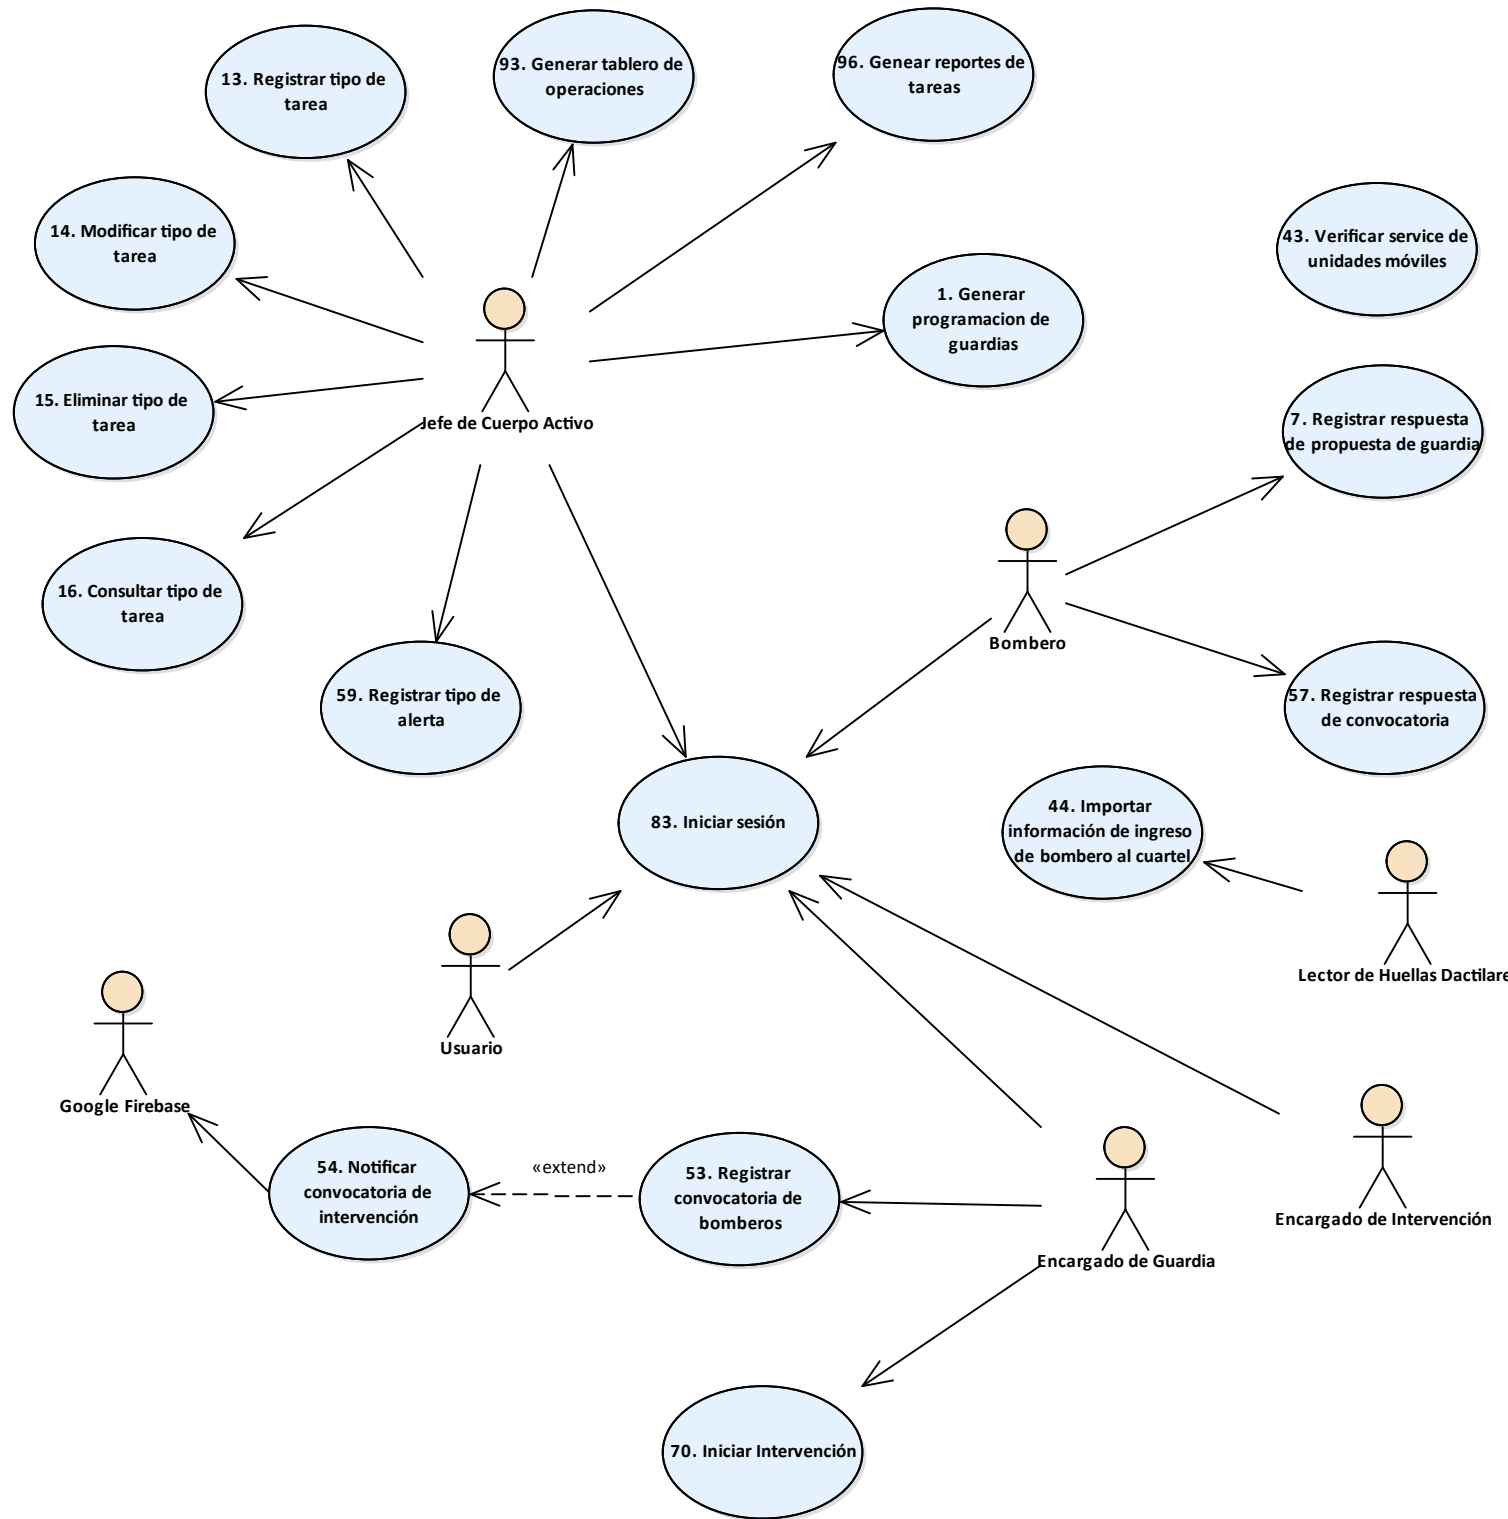 93. Generar tablero de
operaciones
96. Genear reportes de
tareas
13. Registrar tipo de
tarea
14. Modificar tipo de
tarea
43. Verificar service de
unidades móviles
1. Generar
programacion de
guardias
15. Eliminar tipo de
tarea
Jefe de Cuerpo Activo
7. Registrar respuesta
de propuesta de guardia
16. Consultar tipo de
tarea
Bombero
59. Registrar tipo de
alerta
57. Registrar respuesta
de convocatoria
83. Iniciar sesión
44. Importar
información de ingreso
de bombero al cuartel
Lector de Huellas Dactilare
Usuario
Google Firebase
54. Notificar
convocatoria de
intervención
«extend»
53. Registrar
convocatoria de
bomberos
Encargado de Intervención
Encargado de Guardia
70. Iniciar Intervención